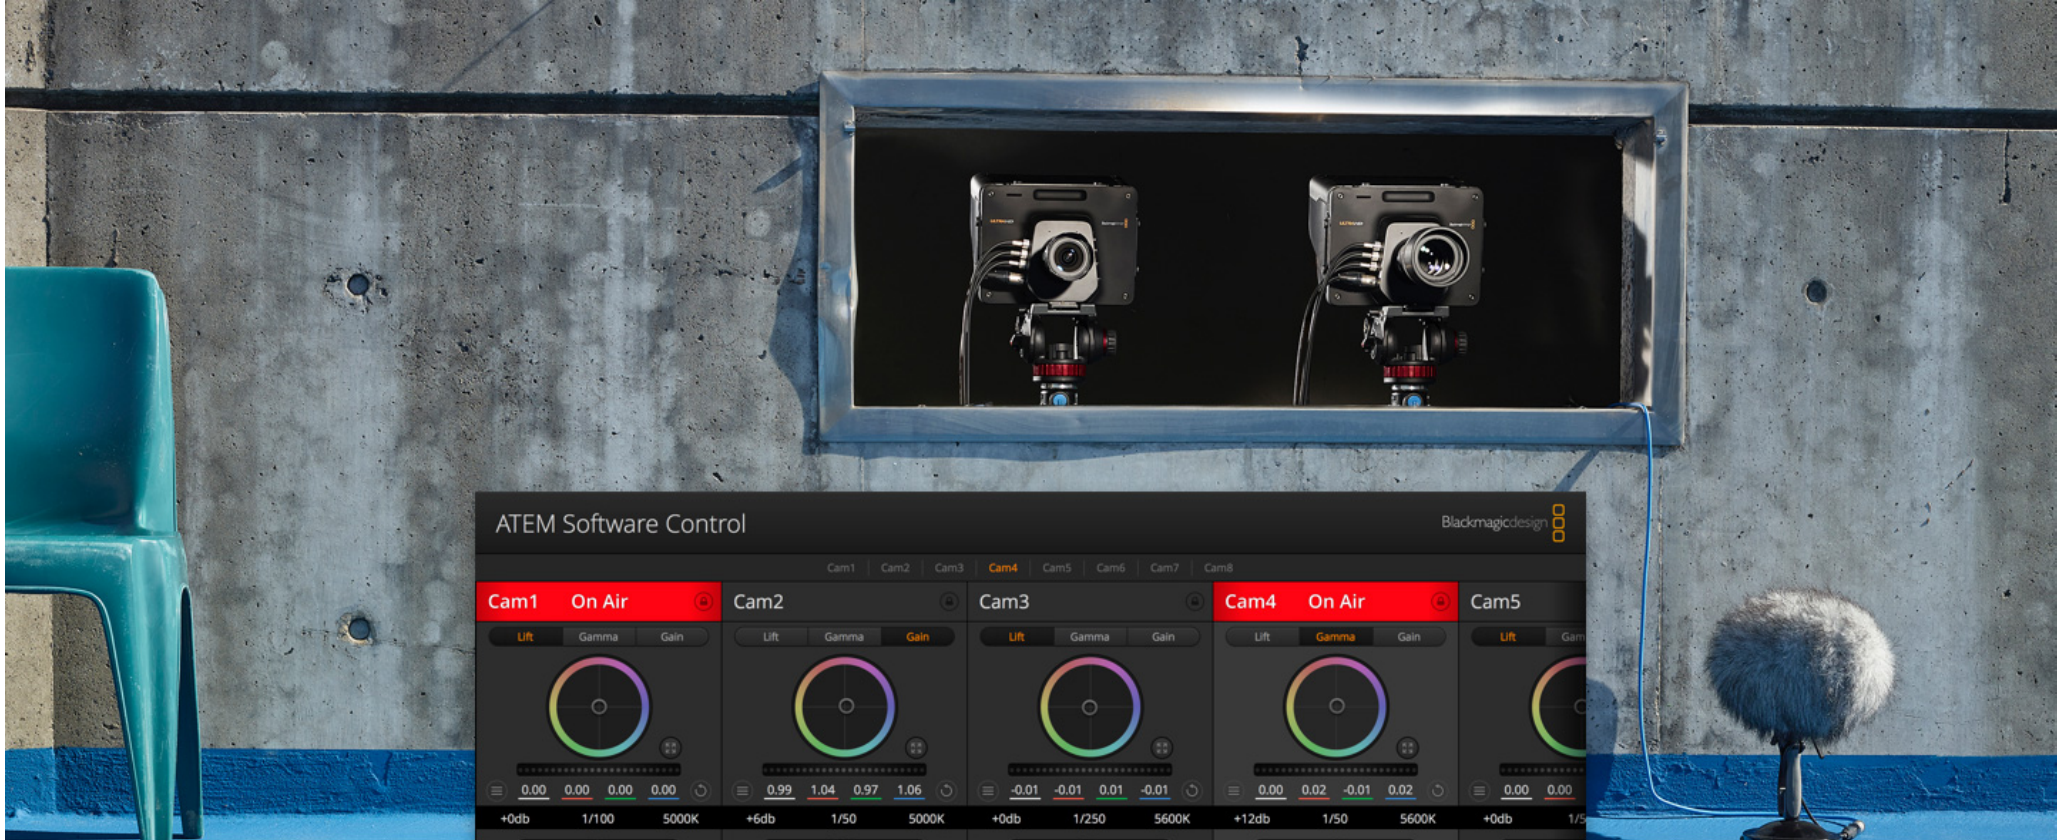 ATEM Software Control
Blackmagicdesign
Cam1 Cam2 Cam3 Cam4 Cam5 Cam6 Cam7 Cam8
Cam1 On Air Cam2 Cam3 Cam4 On Air Cam5
Lift Gamma Gain Lift Gamma Gain Lift Gamma Gain Lift Gamma Gain Lift Gam
0.00 0.00 0.00 0.00 0.99 1.04 0.97 1.06 -0.01 -0.01 0.01 -0.01 0.00 0.02 -0.01 0.02 0.00 0.00
+0db 1/100 5000K +6db 1/50 5000K +0db 1/250 5600K +12db 1/50 5600K +0db 1/5